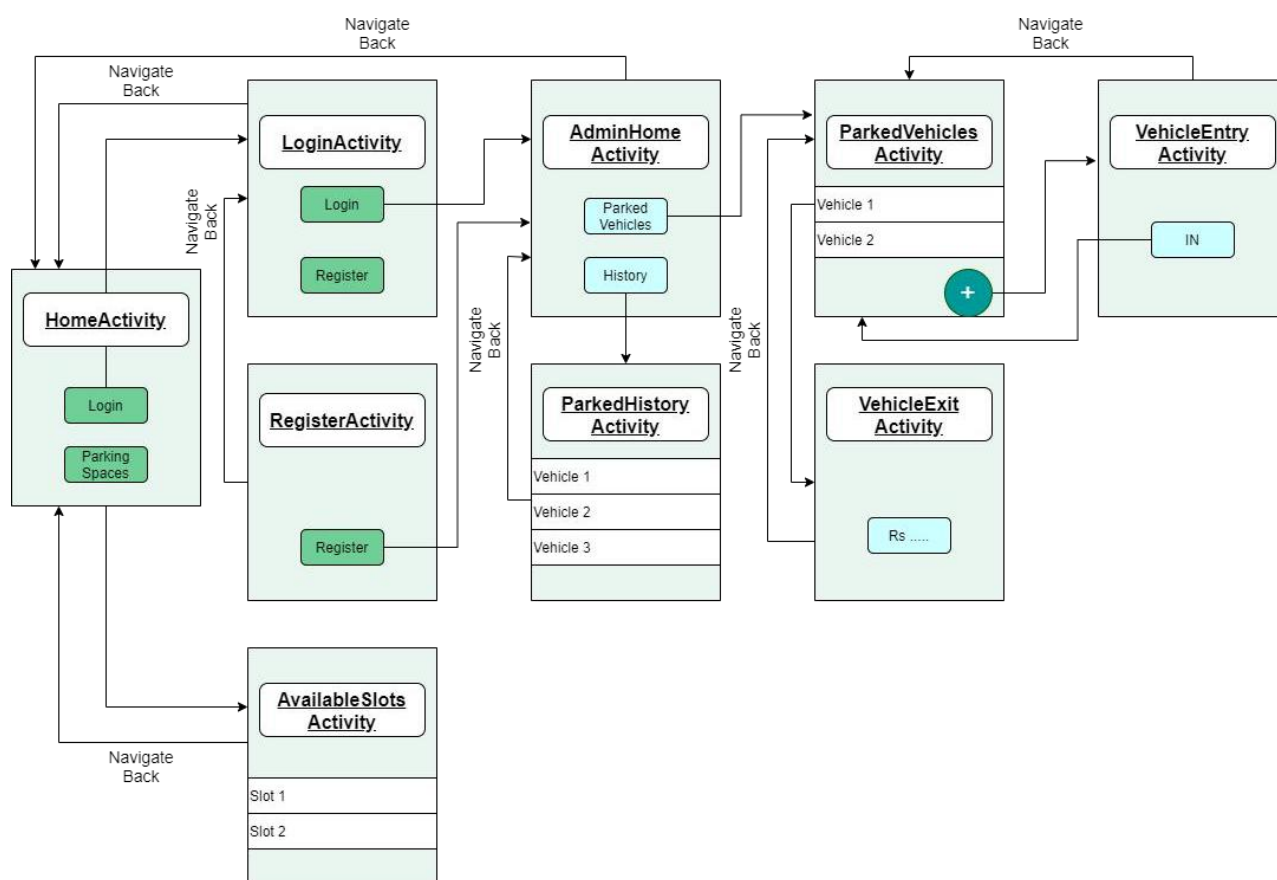 Navigate
Back
Navigate
Back
Navigate
Back
LoginActivity
Login
Register
Navigate
Back
AdminHome
Activity
Parked
Vehicles
History
ParkedVehicles
Activity
Vehicle 1
Vehicle 2
+
VehicleEntry
Activity
IN
HomeActivity
Login
Parking
Spaces
RegisterActivity
Register
Navigate
Back
ParkedHistory
Activity
Vehicle 1
Vehicle 2
Vehicle 3
Navigate
Back
VehicleExit
Activity
Rs .....
AvailableSlots
Activity
Slot 1
Slot 2
Navigate
Back